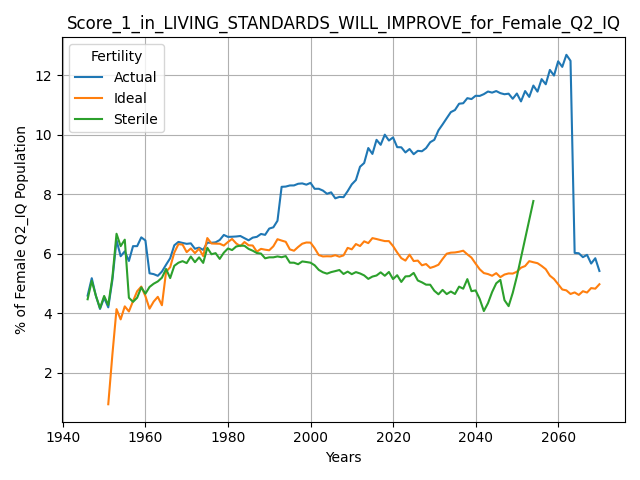 Score_1_in_LIVING_STANDARDS_WILL_IMPROVE_for_Female_Q2_IQ
Fertility
Actual
Ideal
Sterile
% of Female Q2_IQ Population
12
10
8
6
4
2
1940
1960
1980
2000
2020
2040
2060
Years